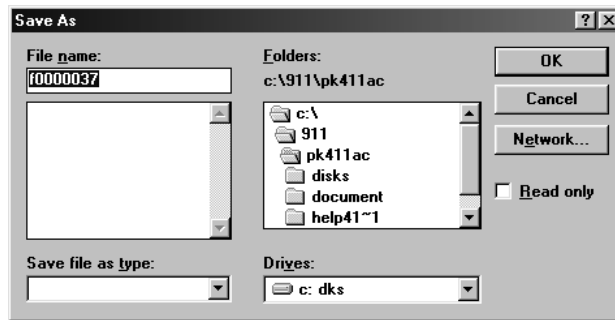 Save As
File name:
f0000037
Folders:
c:\911\pk411ac
c:\
911
pk411ac
disks
document
help41~1
OK
Cancel
Network...
Read only
Save file as type:
Drives:
c: dks